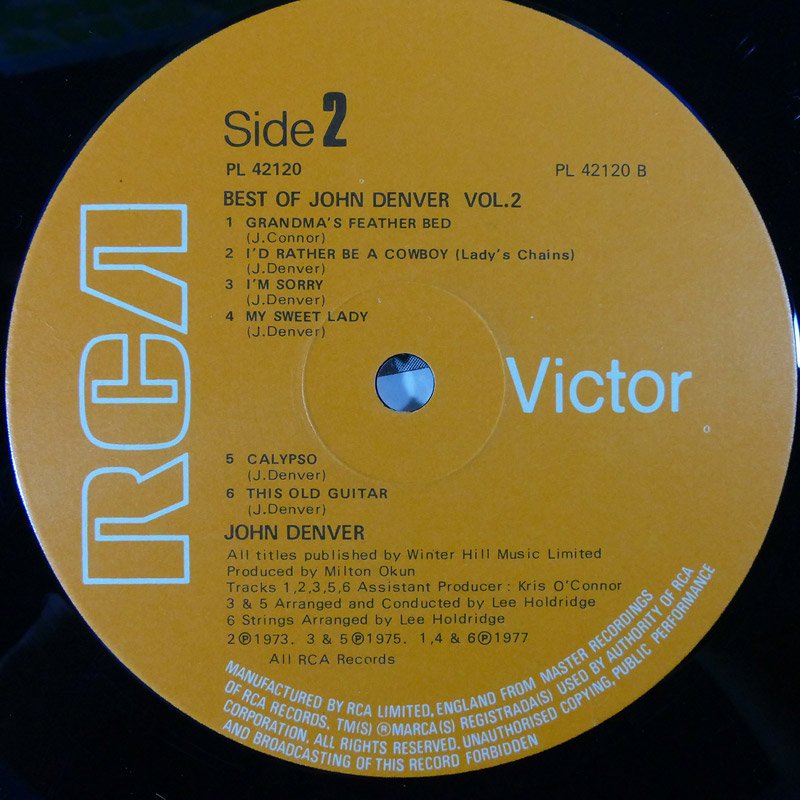 Side 2
PL 42120
PL 42120 B
BEST OF JOHN DENVER VOL.2
1 GRANDMA'S FEATHER BED
(J.Connor)
2 I'D RATHER BE A COWBOY (Lady's Chains)
(J.Denver)
3 I'M SORRY
(J.Denver)
4 MY SWEET LADY
(J.Denver)
RCA
Victor
5 CALYPSO
(J.Denver)
6 THIS OLD GUITAR
(J.Denver)
JOHN DENVER
All titles published by Winter Hill Music Limited
Produced by Milton Okun
Tracks 1,2,3,5,6 Assistant Producer : Kris O'Connor
3 & 5 Arranged and Conducted by Lee Holdridge
6 Strings Arranged by Lee Holdridge
2℗1973. 3 & 5℗1975. 1,4 & 6℗1977
All RCA Records
MANUFACTURED BY RCA LIMITED, ENGLAND FROM MASTER RECORDINGS
OF RCA RECORDS. TM(S) ® MARCA(S) REGISTRADA(S) USED BY AUTHORITY OF RCA
CORPORATION. ALL RIGHTS RESERVED. UNAUTHORISED COPYING, PUBLIC PERFORMANCE
AND BROADCASTING OF THIS RECORD FORBIDDEN